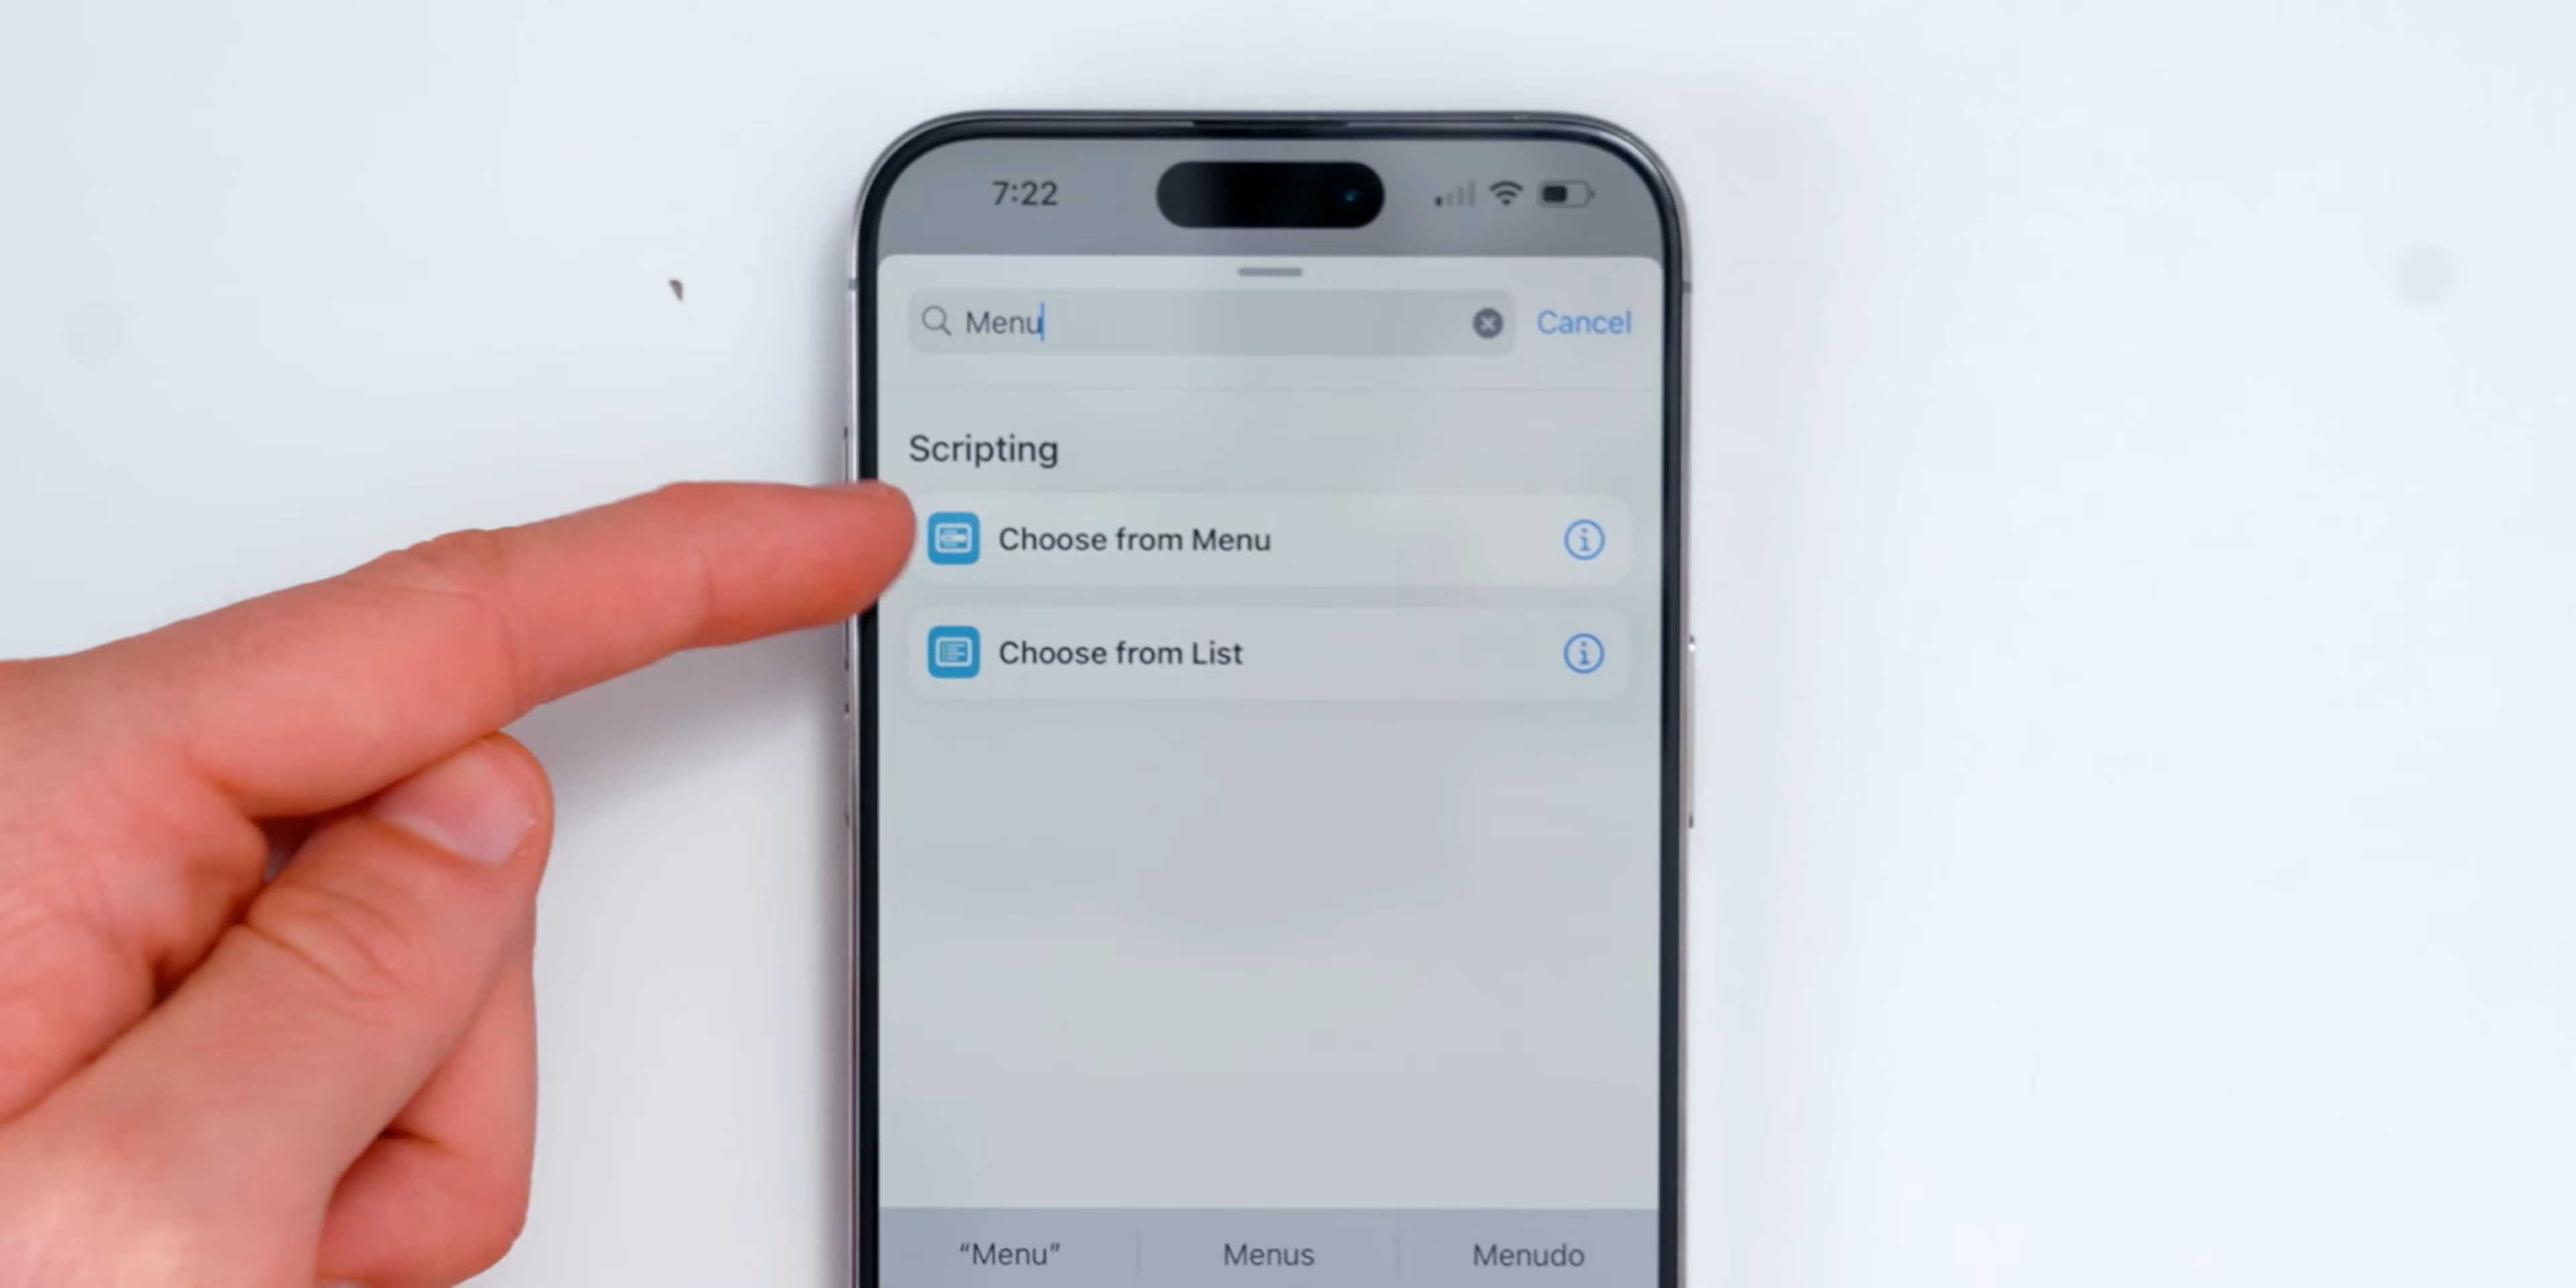 7:22
Menu
Cancel
Scripting
Choose from Menu
Choose from List
“Menu”
Menus
Menudo